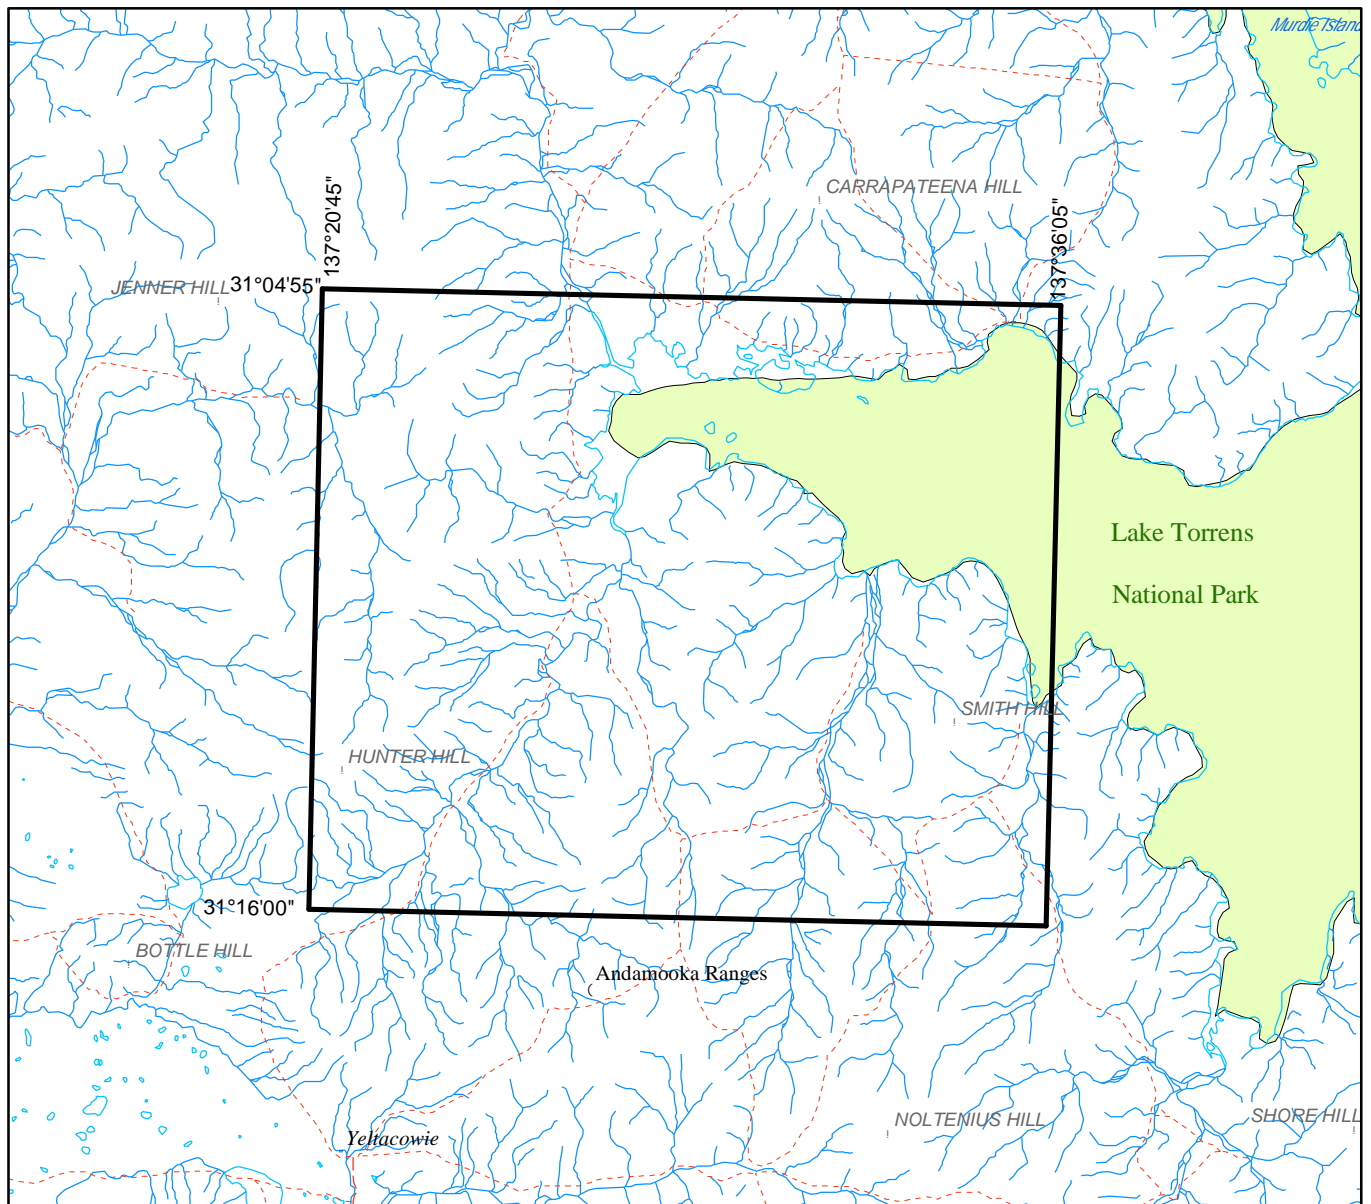 Murdie Island
CARRAPATEENA HILL
137°20'45"
137°36'05"
JENNER HILL
31°04'55"
Lake Torrens
National Park
SMITH HILL
HUNTER HILL
31°16'00"
BOTTLE HILL
Andamooka Ranges
NOLTENIUS HILL
SHORE HILL
Yeltacowie